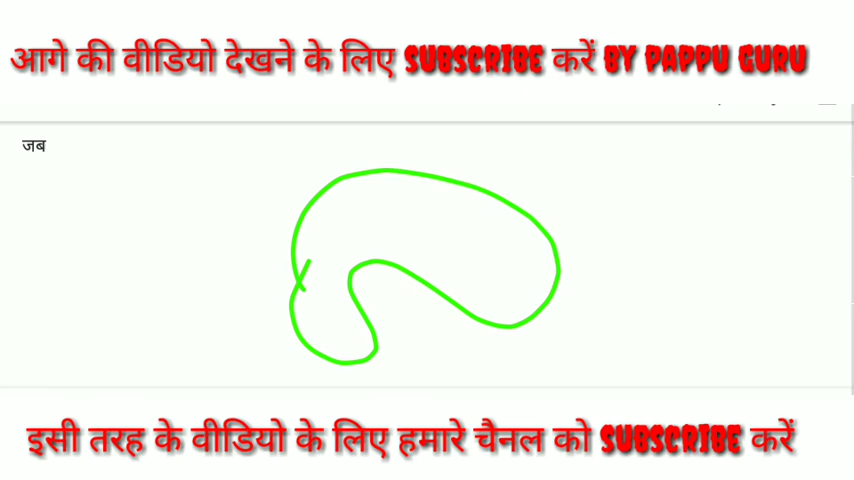 आगे की वीडियो देखने के लिए SUBSCRIBE करें BY PAPPU GURU
जब
इसी तरह के वीडियो के लिए हमारे चैनल को SUBSCRIBE करें